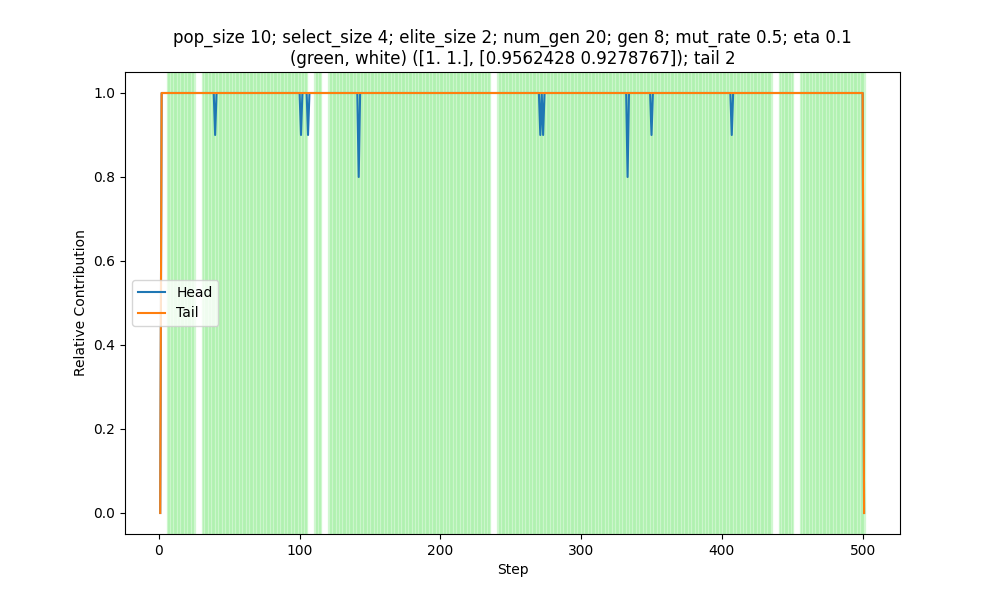 pop_size 10; select_size 4; elite_size 2; num_gen 20; gen 8; mut_rate 0.5; eta 0.1
(green, white) ([1. 1.], [0.9562428 0.9278767]); tail 2
1.0
0.8
0.6
0.4
0.2
0.0
Relative Contribution
Head
Tail
0
100
200
300
400
500
Step